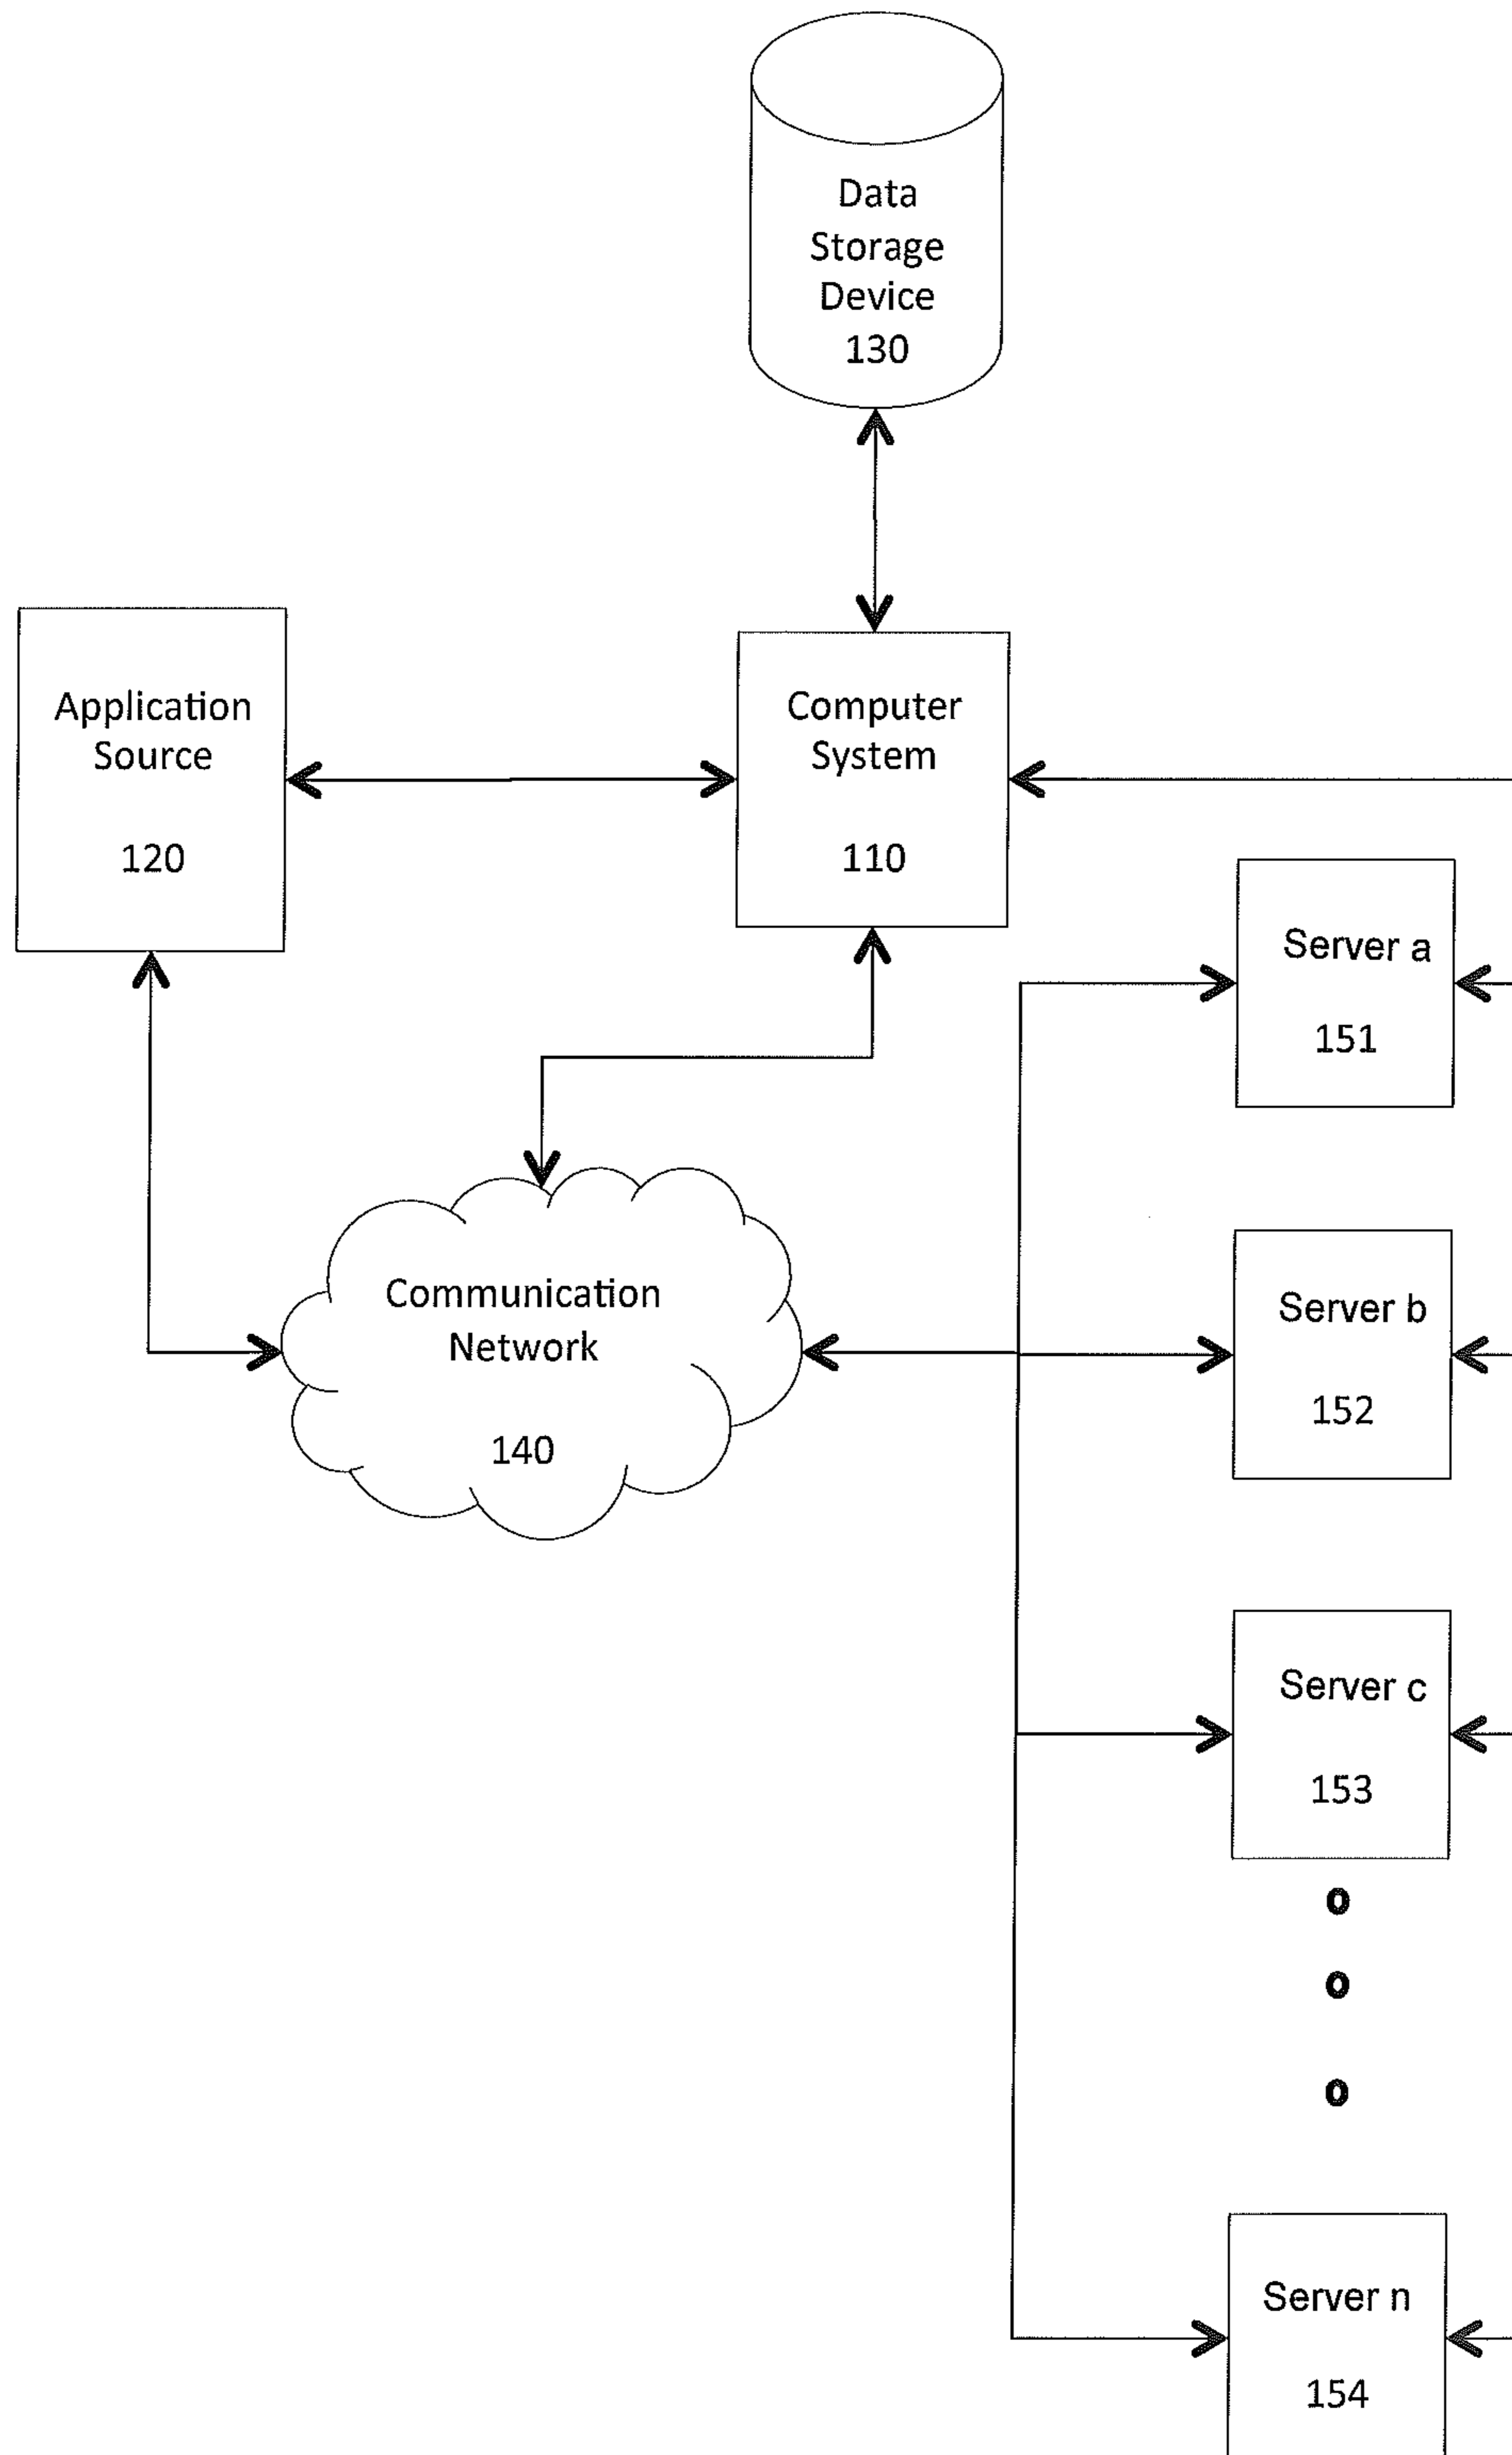 Data
Storage
Device
130
Application
Source
120
Computer
System
110
Server a
151
Communication
Network
140
Server b
152
Server c
153
o
o
o
Server n
154